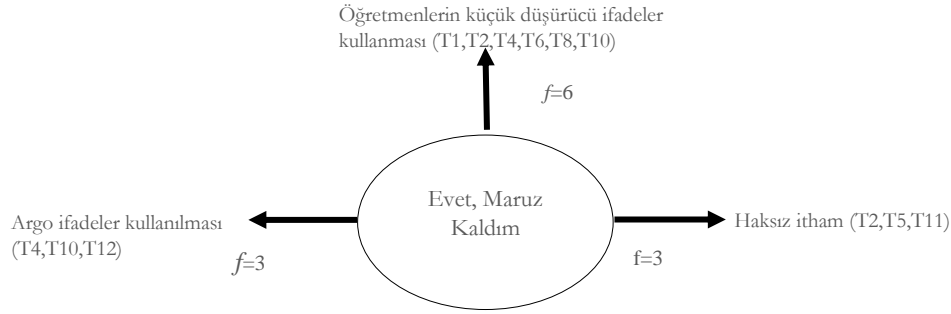 Öğretmenlerin küçük düşürücü ifadeler
kullanması (T1,T2,T4,T6,T8,T10)
f=6
Evet, Maruz
Kaldım
Argo ifadeler kullanılması
(T4,T10,T12)
f=3
Haksız itham (T2,T5,T11)
f=3